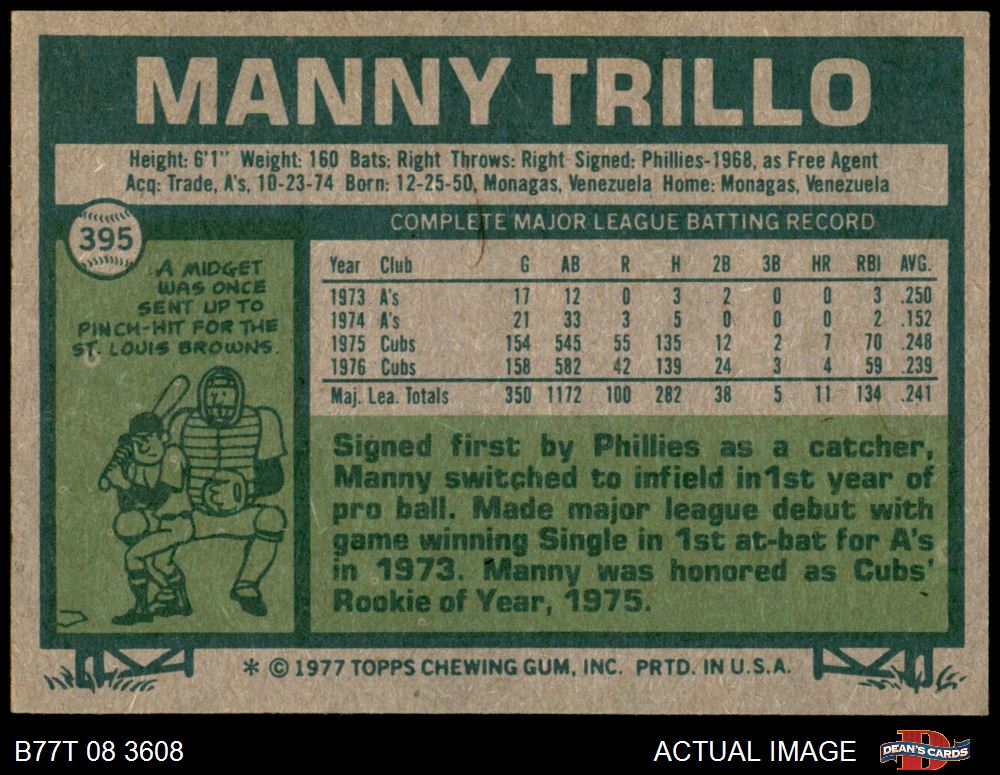 MANNY TRILLO
Height: 6'1" Weight: 160 Bats: Right Throws: Right Signed: Phillies-1968, as Free Agent
Acq: Trade, A's, 10-23-74 Born: 12-25-50, Monagas, Venezuela Home: Monagas, Venezuela
395
A MIDGET
WAS ONCE
SENT UP TO
PINCH-HIT FOR THE
ST. LOUIS BROWNS.
COMPLETE MAJOR LEAGUE BATTING RECORD
Year Club G AB R H 2B 3B HR RBI AVG.
1973 A's 17 12 0 3 2 0 0 3 .250
1974 A's 21 33 3 5 0 0 0 2 .152
1975 Cubs 154 545 55 135 12 2 7 70 .248
1976 Cubs 158 582 42 139 24 3 4 59 .239
Maj. Lea. Totals 350 1172 100 282 38 5 11 134 .241
Signed first by Phillies as a catcher,
Manny switched to infield in1st year of
pro ball. Made major league debut with
game winning Single in 1st at-bat for A's
in 1973. Manny was honored as Cubs'
Rookie of Year, 1975.
* © 1977 TOPPS CHEWING GUM, INC. PRTD. IN U.S.A.
B77T 08 3608
ACTUAL IMAGE
D
DEAN'S CARDS